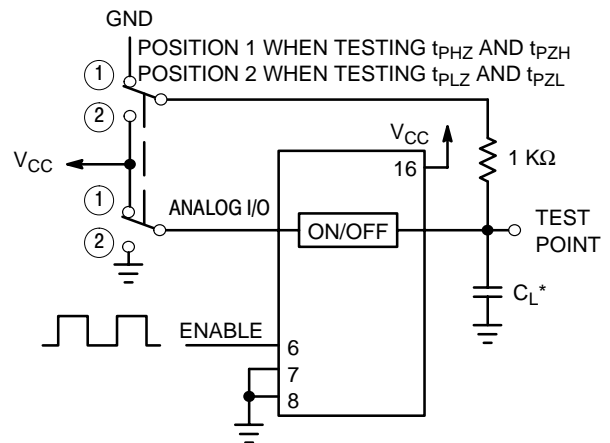 GND
POSITION 1 WHEN TESTING tPHZ AND tPZH
POSITION 2 WHEN TESTING tPLZ AND tPZL
1
2
VCC
VCC
16
1 KΩ
1
2
ANALOG I/O
ON/OFF
TEST
POINT
CL*
ENABLE
6
7
8